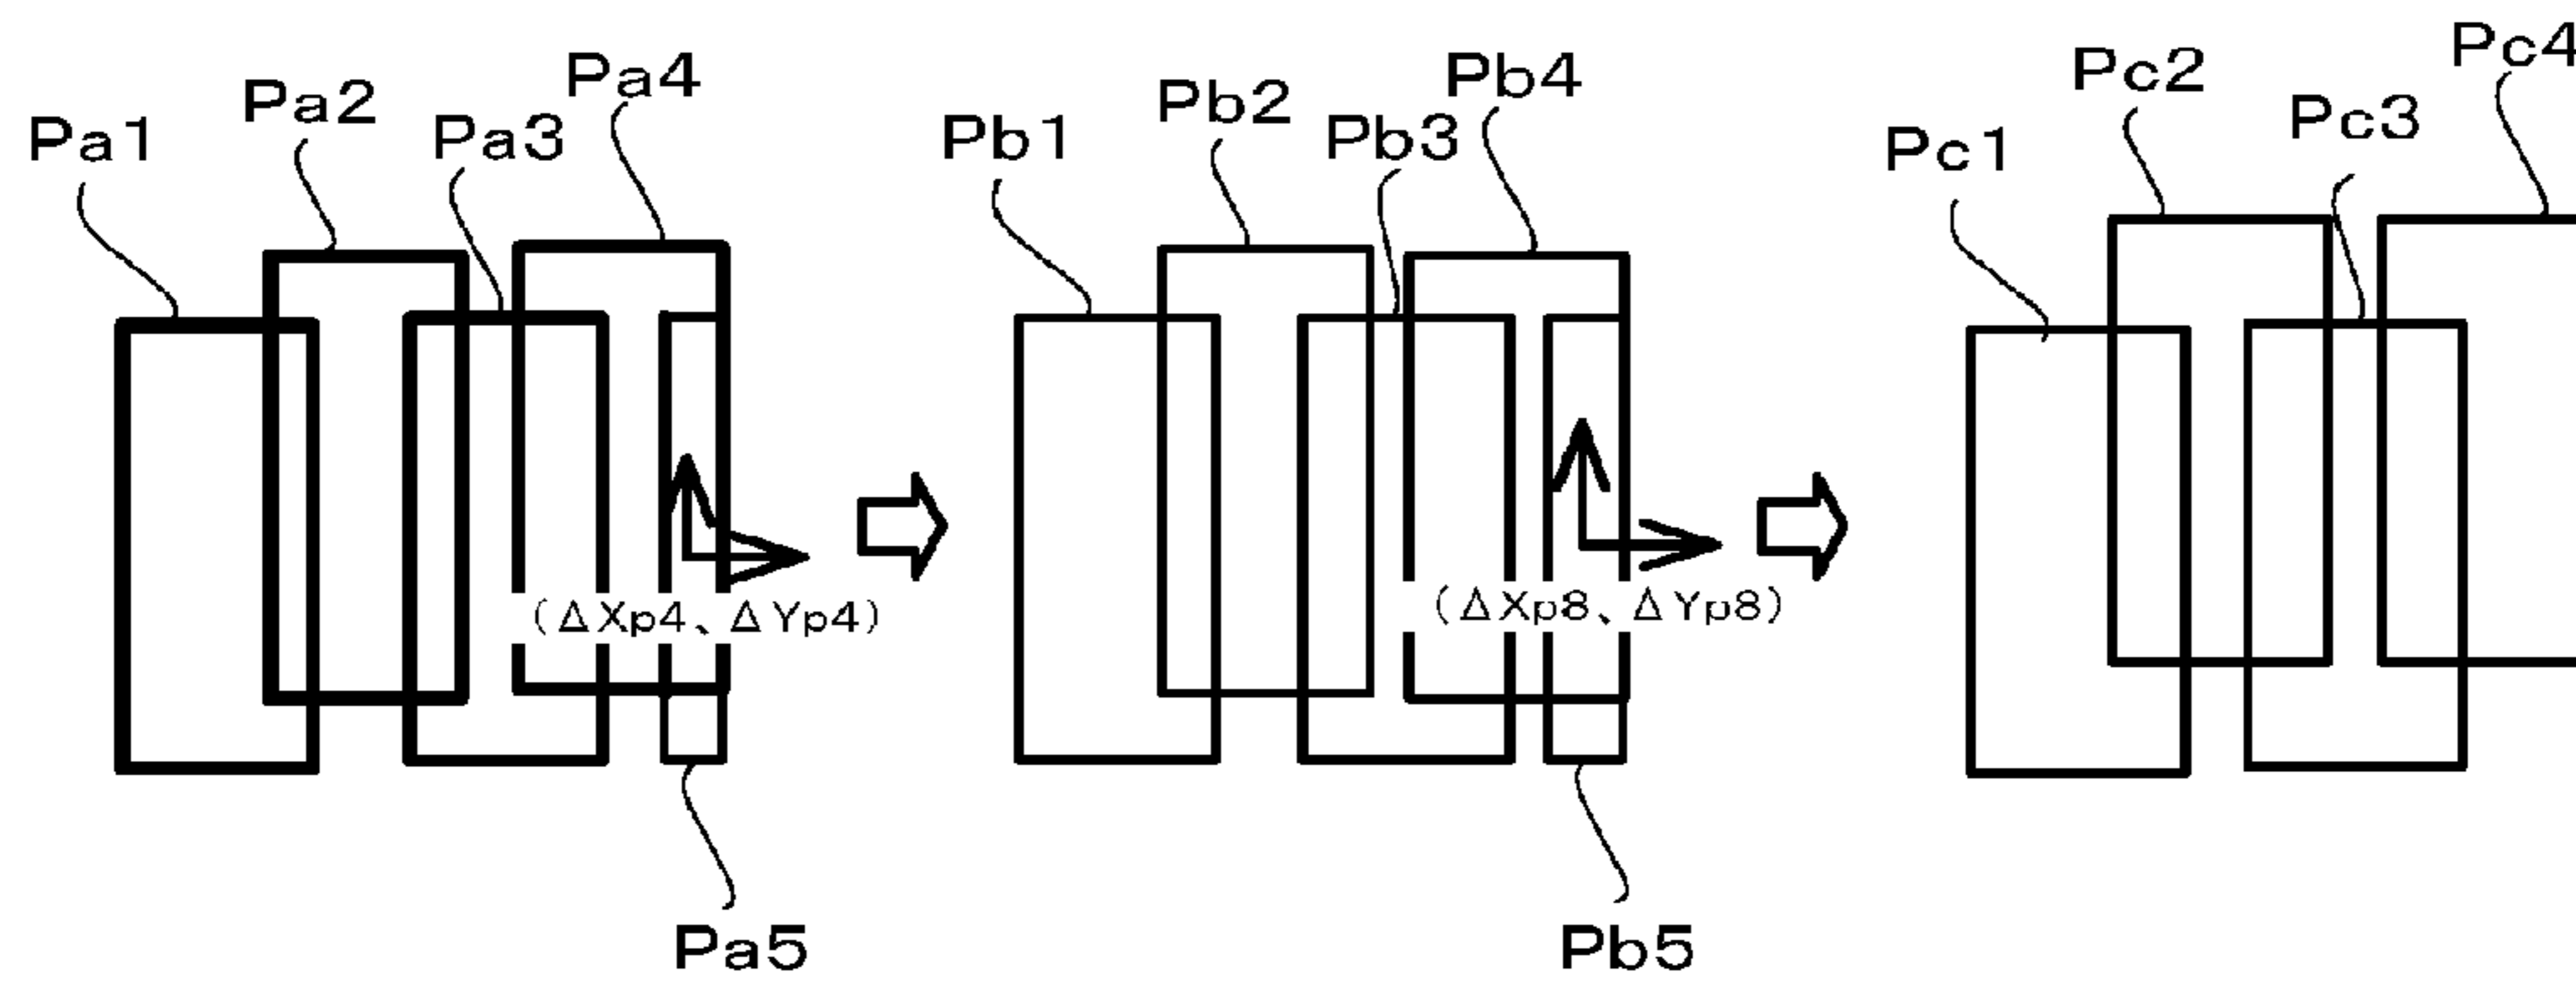 Pa1
Pa2
Pa3
Pa4
(ΔXp4、ΔYp4)
Pa5
Pb1
Pb2
Pb3
Pb4
(ΔXp8、ΔYp8)
Pb5
Pc1
Pc2
Pc3
Pc4